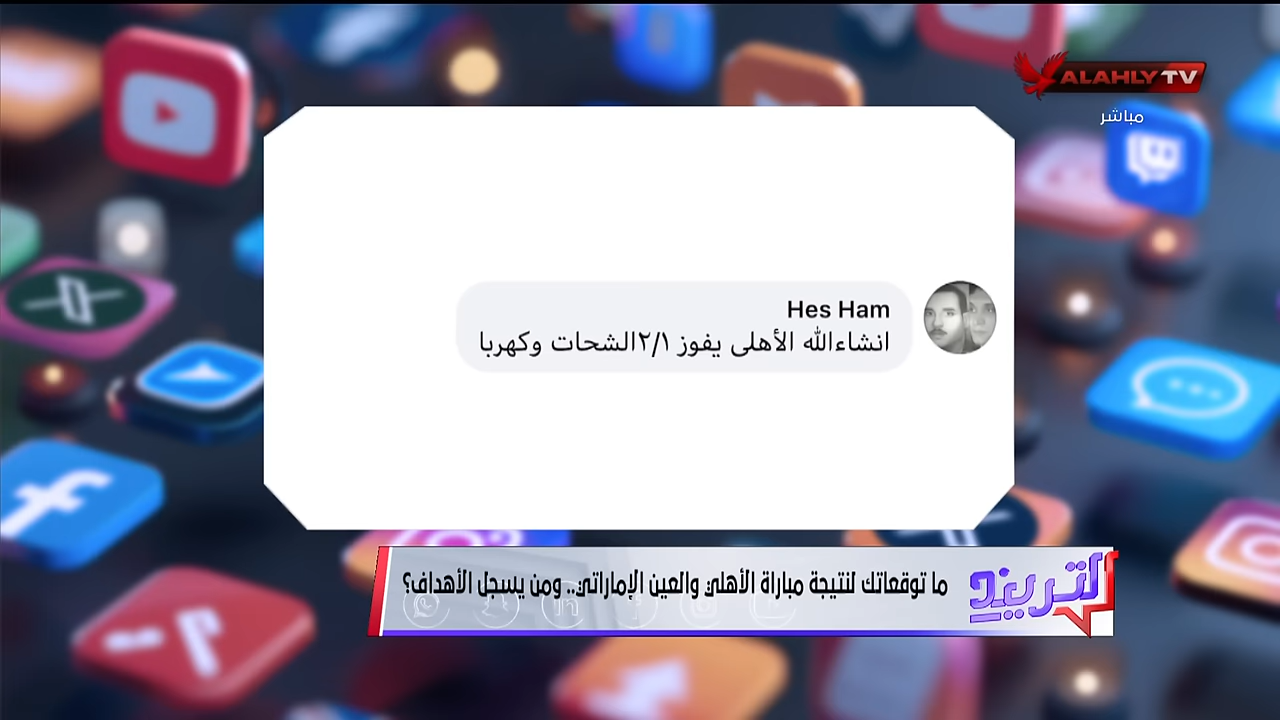 ALAHLY TV
مباشر
Hes Ham
انشاءالله الأهلى يفوز ٢/١الشحات وكهربا
التريند
ما توقعاتك لنتيجة مباراة الأهلي والعين الإماراتي.. ومن يسجل الأهداف؟